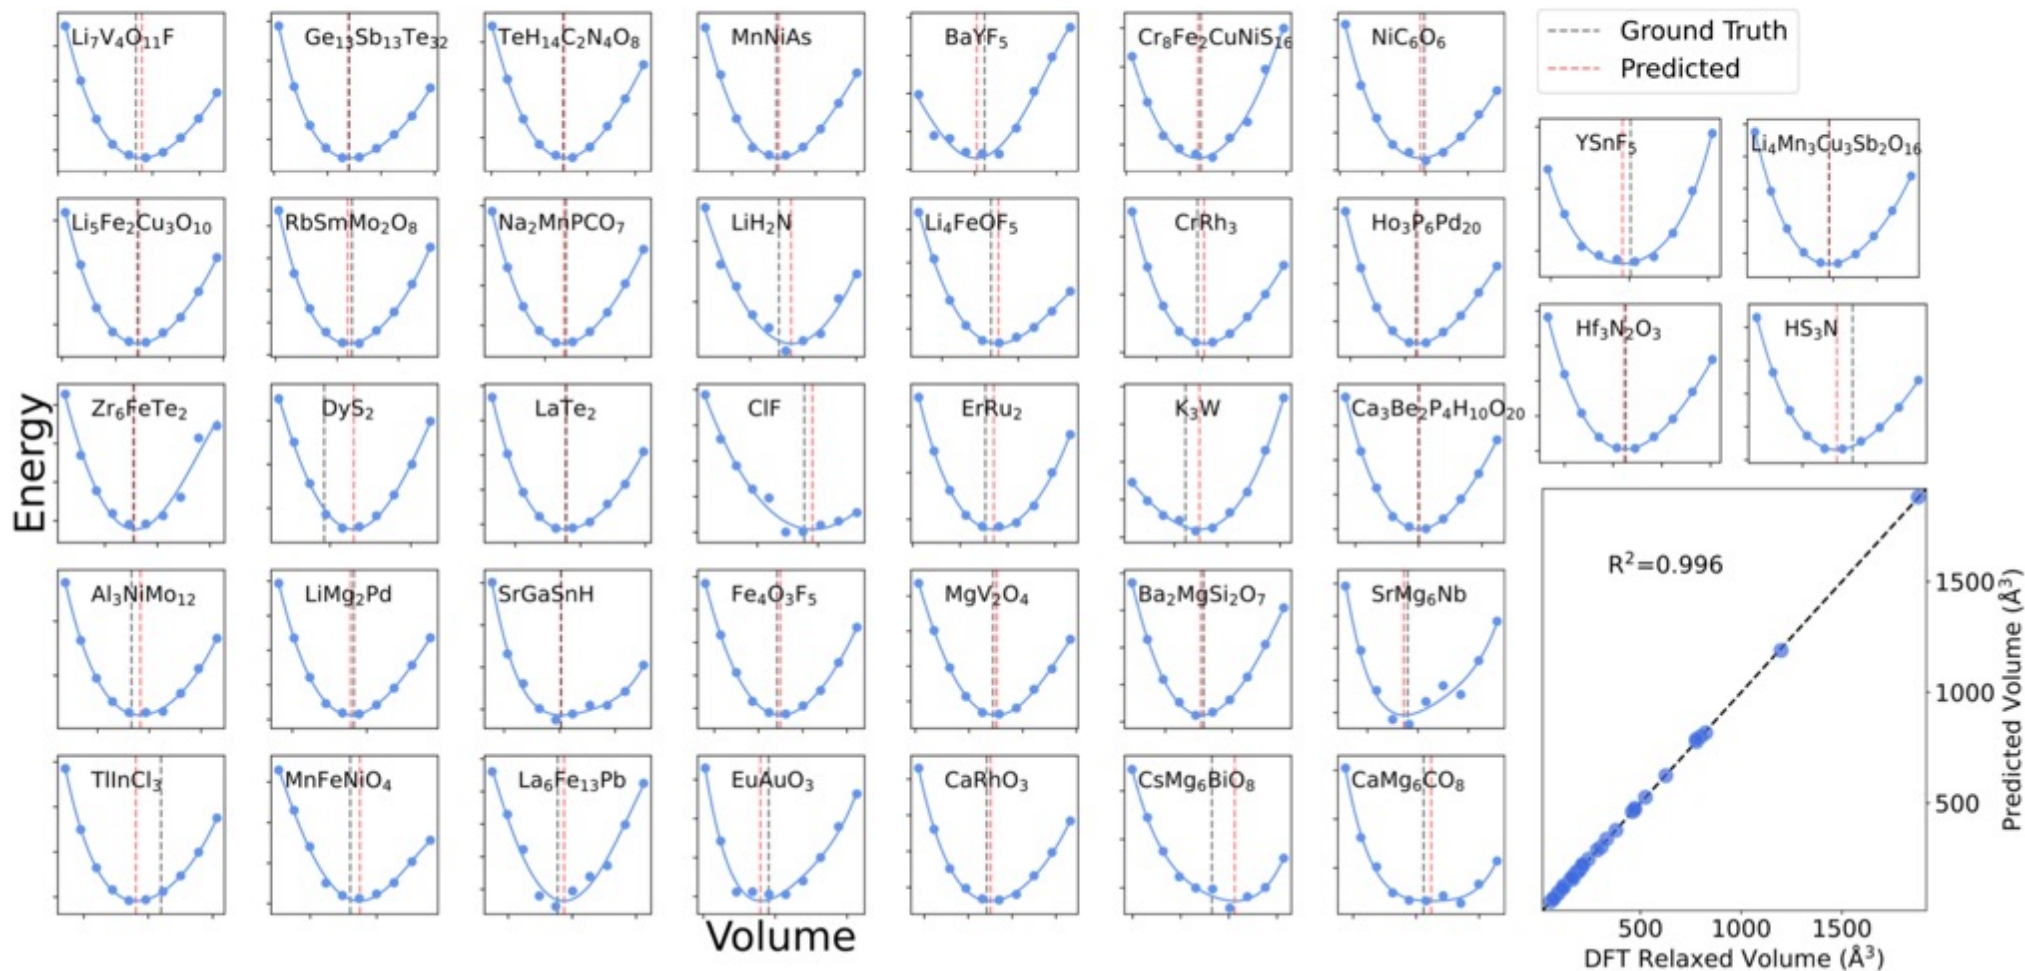 Li₇V₄O₁₁F
Ge₁₃Sb₁₃Te₃₂
TeH₁₄C₂N₄O₈
MnNiAs
BaYF₅
Cr₈Fe₂CuNiS₁₆
NiC₆O₆
Ground Truth
Predicted
YSnF₅
Li₄Mn₃Cu₃Sb₂O₁₆
Li₅Fe₂Cu₃O₁₀
RbSmMo₂O₈
Na₂MnPCO₇
LiH₂N
Li₄FeOF₅
CrRh₃
Ho₃P₆Pd₂₀
Hf₃N₂O₃
HS₃N
Energy
Zr₆FeTe₂
DyS₂
LaTe₂
ClF
ErRu₂
K₃W
Ca₃Be₂P₄H₁₀O₂₀
Al₃NiMo₁₂
LiMg₂Pd
SrGaSnH
Fe₄O₃F₅
MgV₂O₄
Ba₂MgSi₂O₇
SrMg₆Nb
TlInCl₃
MnFeNiO₄
La₆Fe₁₃Pb
EuAuO₃
CaRhO₃
CsMg₆BiO₈
CaMg₆CO₈
Volume
R²=0.996
1500
1000
500
Predicted Volume (Å³)
500 1000 1500
DFT Relaxed Volume (Å³)